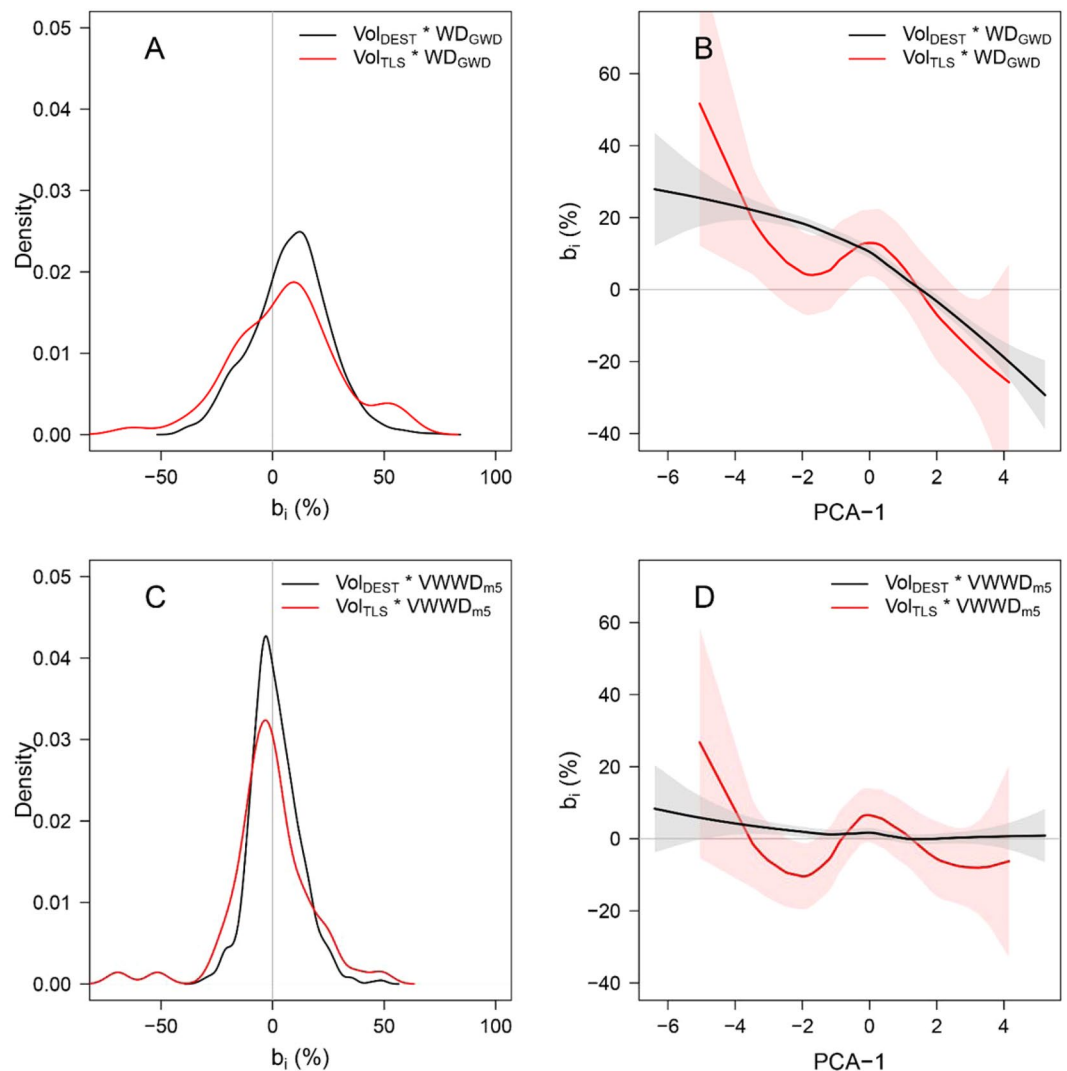 A
Vol_DEST * WD_GWD
Vol_TLS * WD_GWD
0.05
0.04
0.03
0.02
0.01
0.00
Density
−50 0 50 100
b_i (%)
B
Vol_DEST * WD_GWD
Vol_TLS * WD_GWD
60
40
20
0
−20
−40
b_i (%)
−6 −4 −2 0 2 4
PCA−1
C
Vol_DEST * VWWD_m5
Vol_TLS * VWWD_m5
0.05
0.04
0.03
0.02
0.01
0.00
Density
−50 0 50 100
b_i (%)
D
Vol_DEST * VWWD_m5
Vol_TLS * VWWD_m5
60
40
20
0
−20
−40
b_i (%)
−6 −4 −2 0 2 4
PCA−1